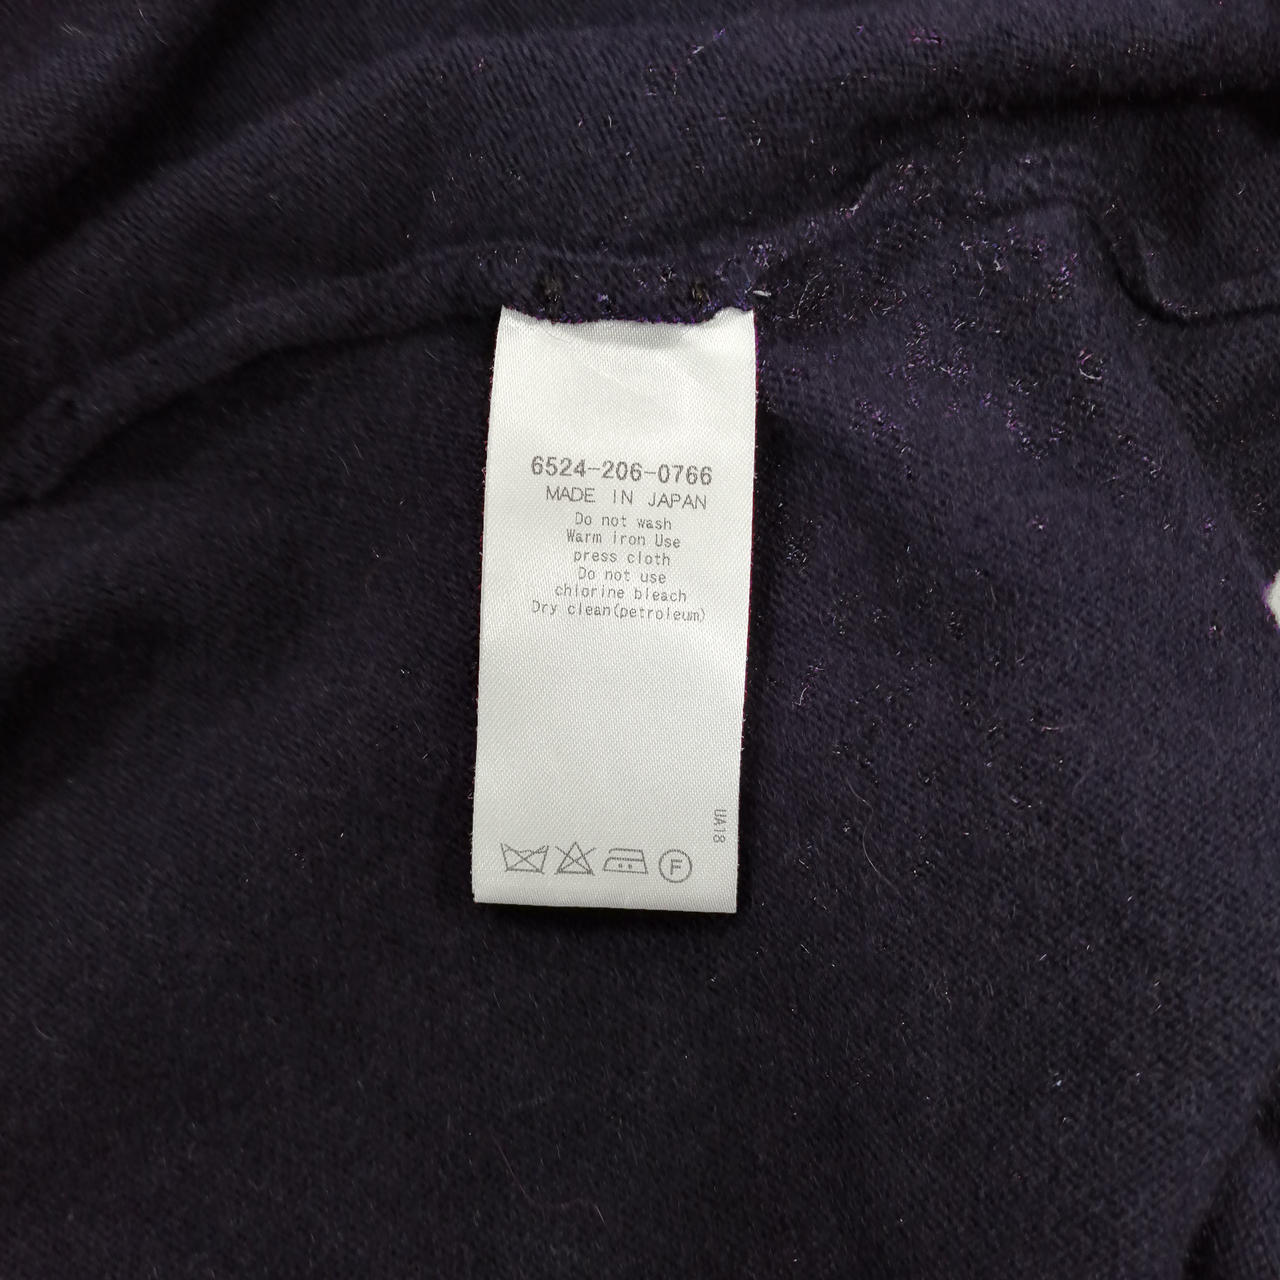 6524-206-0766
MADE IN JAPAN
Do not wash
Warm iron Use
press cloth
Do not use
chlorine bleach
Dry clean(petroleum)
UA18
F